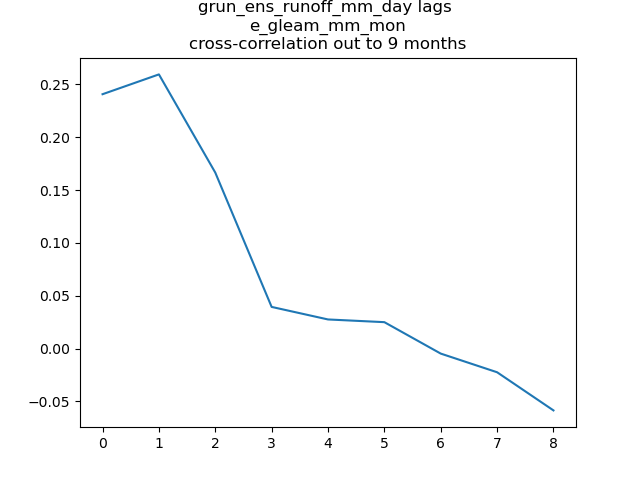 grun_ens_runoff_mm_day lags
e_gleam_mm_mon
cross-correlation out to 9 months
0.25
0.20
0.15
0.10
0.05
0.00
−0.05
0 1 2 3 4 5 6 7 8